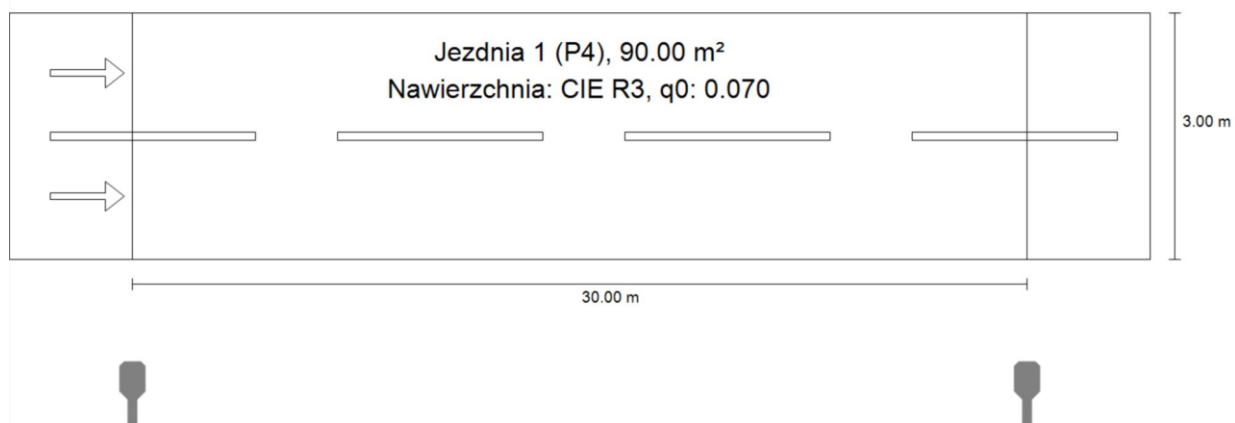 Jezdnia 1 (P4), 90.00 m²
Nawierzchnia: CIE R3, q0: 0.070
3.00 m
30.00 m